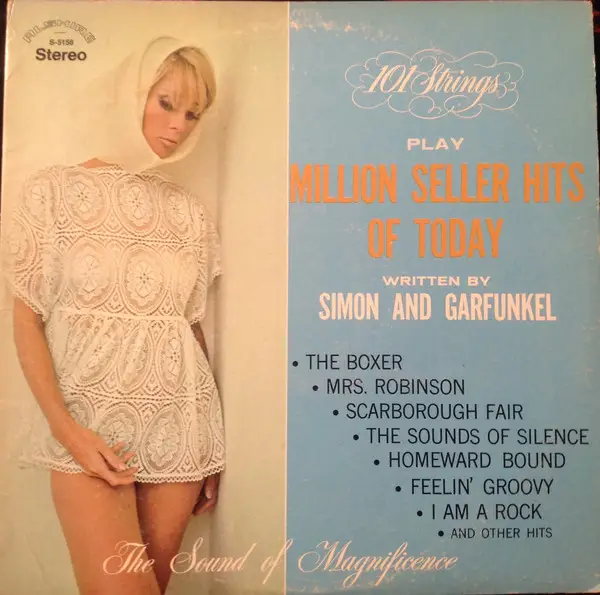 S-5158
Stereo
101 Strings
PLAY
MILLION SELLER HITS
OF TODAY
WRITTEN BY
SIMON AND GARFUNKEL
• THE BOXER
• MRS. ROBINSON
• SCARBOROUGH FAIR
• THE SOUNDS OF SILENCE
• HOMEWARD BOUND
• FEELIN' GROOVY
• I AM A ROCK
• AND OTHER HITS
The Sound of Magnificence